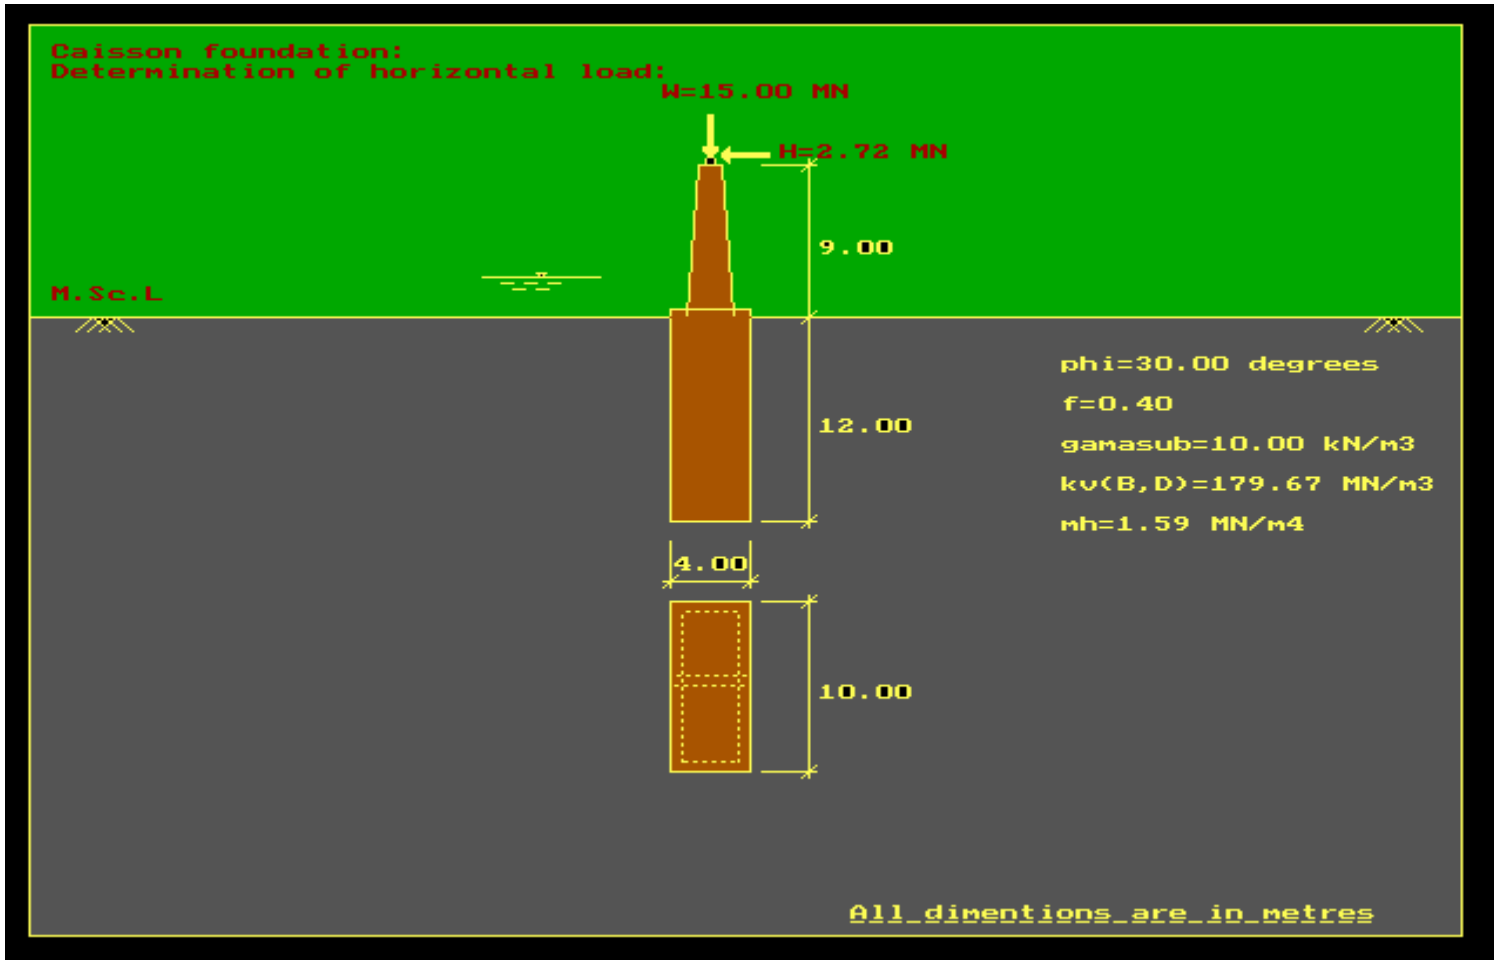 Caisson foundation:
Determination of horizontal load:
W=15.00 MN
H=2.72 MN
9.00
M.Sc.L
phi=30.00 degrees
f=0.40
12.00
gamasub=10.00 kN/m3
kv(B,D)=179.67 MN/m3
mh=1.59 MN/m4
4.00
10.00
All_dimentions_are_in_metres